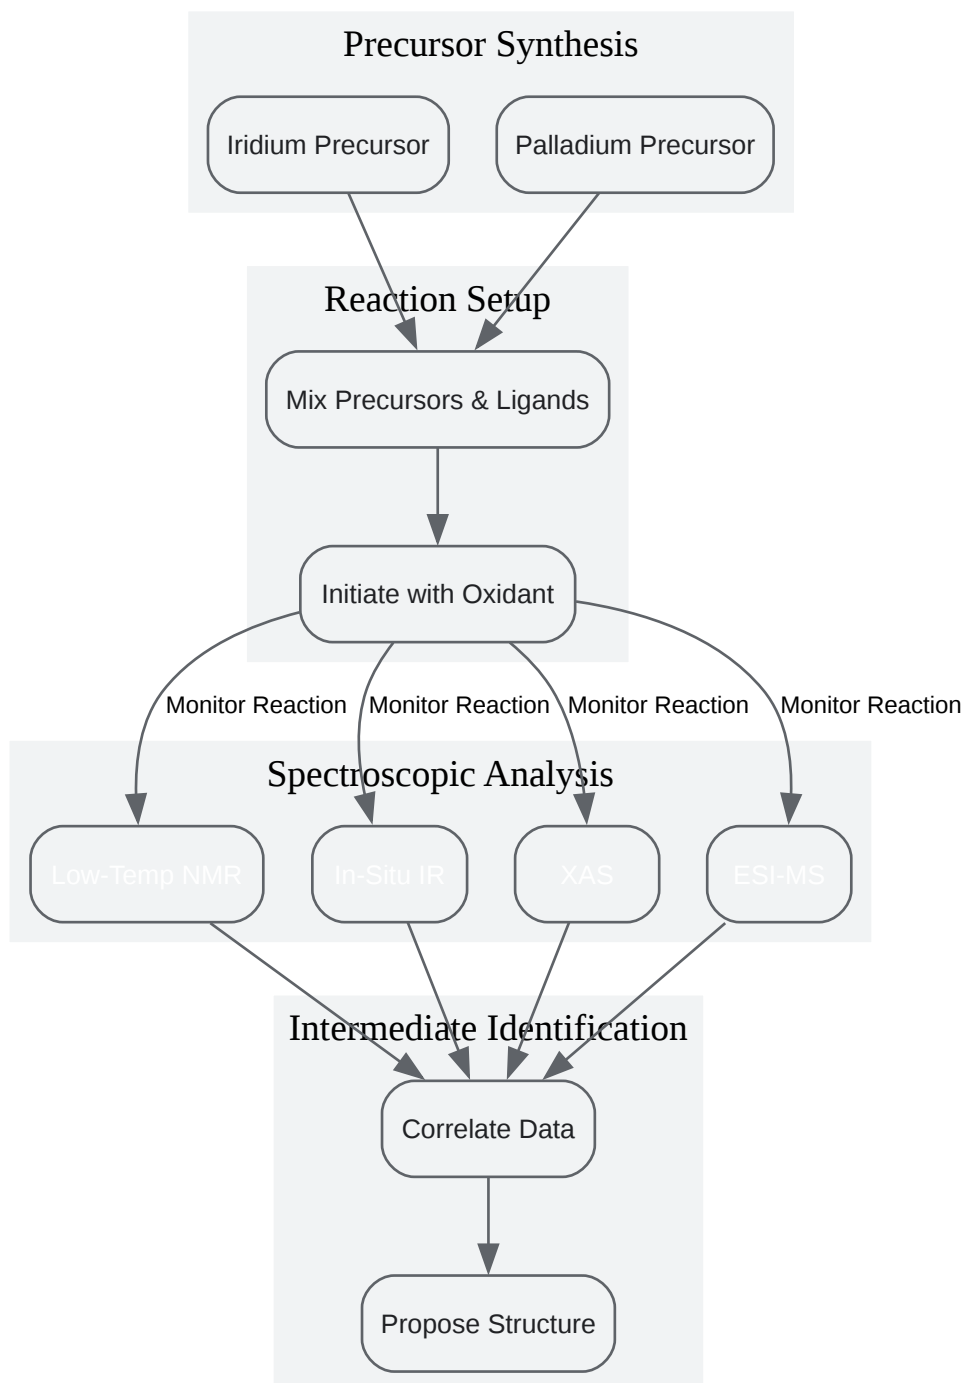 Precursor Synthesis
Iridium Precursor
Palladium Precursor
Reaction Setup
Mix Precursors & Ligands
Initiate with Oxidant
Monitor Reaction
Monitor Reaction
Monitor Reaction
Monitor Reaction
Spectroscopic Analysis
Low-Temp NMR
In-Situ IR
XAS
ESI-MS
Intermediate Identification
Correlate Data
Propose Structure